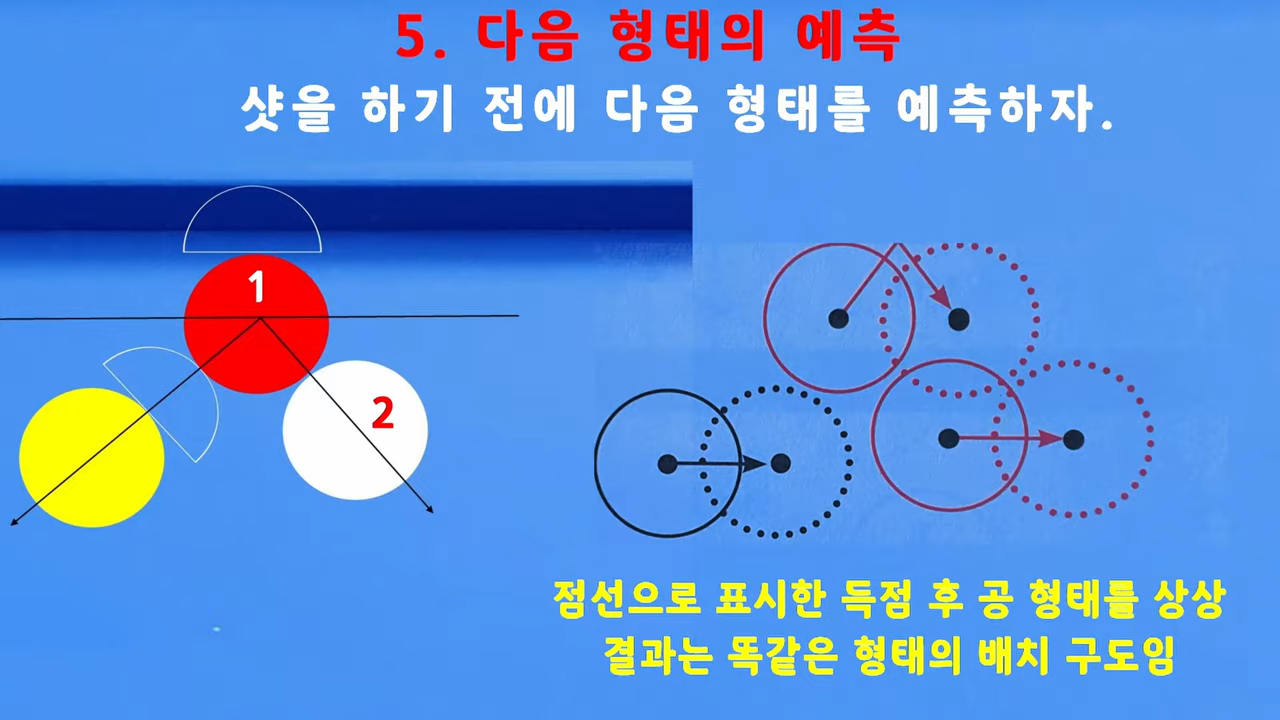 5. 다음 형태의 예측
샷을 하기 전에 다음 형태를 예측하자.
1
2
점선으로 표시한 득점 후 공 형태를 상상
결과는 똑같은 형태의 배치 구도임